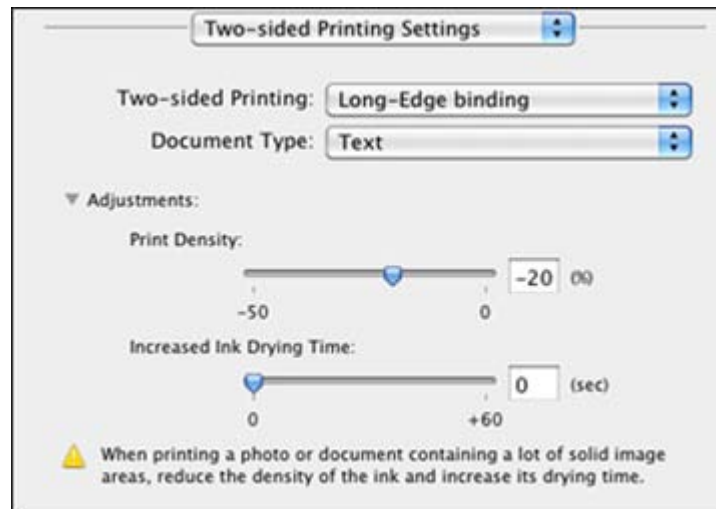 Two-sided Printing Settings
Two-sided Printing: Long-Edge binding
Document Type: Text
Adjustments:
Print Density:
-20 (%)
-50 0
Increased Ink Drying Time:
0 (sec)
0 +60
When printing a photo or document containing a lot of solid image
areas, reduce the density of the ink and increase its drying time.